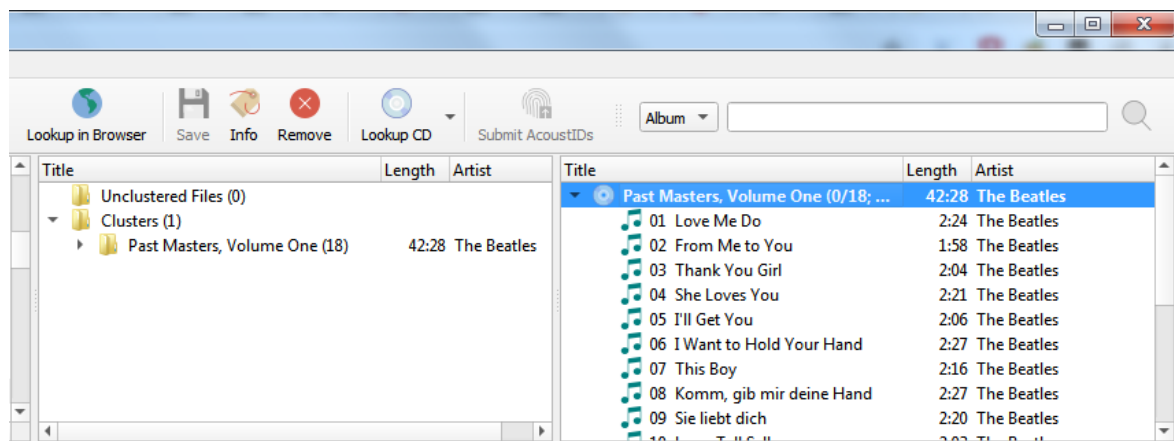 Lookup in Browser Save Info Remove Lookup CD Submit AcoustIDs Album
Title Length Artist
Unclustered Files (0)
Clusters (1)
Past Masters, Volume One (18) 42:28 The Beatles
Title Length Artist
Past Masters, Volume One (0/18; ... 42:28 The Beatles
01 Love Me Do 2:24 The Beatles
02 From Me to You 1:58 The Beatles
03 Thank You Girl 2:04 The Beatles
04 She Loves You 2:21 The Beatles
05 I'll Get You 2:06 The Beatles
06 I Want to Hold Your Hand 2:27 The Beatles
07 This Boy 2:16 The Beatles
08 Komm, gib mir deine Hand 2:27 The Beatles
09 Sie liebt dich 2:20 The Beatles